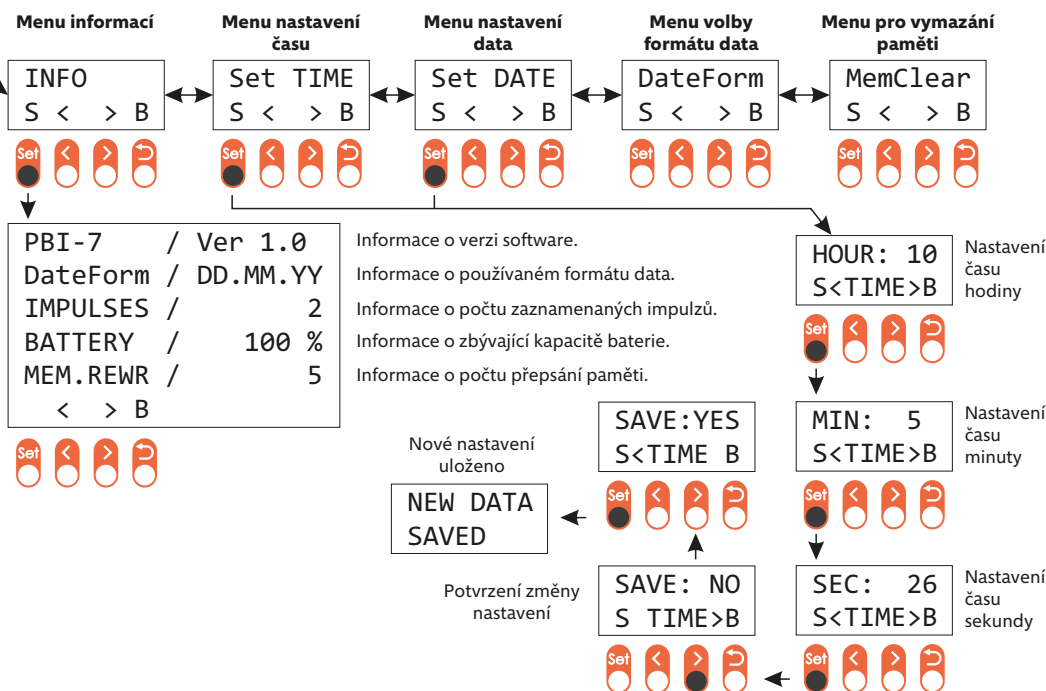 Menu informací
Menu nastavení
času
Menu nastavení
data
Menu volby
formátu data
Menu pro vymazání
paměti
INFO
S < > B
Set TIME
S < > B
Set DATE
S < > B
DateForm
S < > B
MemClear
S < > B
Set < >
Set < >
Set < >
Set < >
Set < >
PBI-7 / Ver 1.0
DateForm / DD.MM.YY
IMPULSES / 2
BATTERY / 100 %
MEM.REWR / 5
< > B
Set < >
Informace o verzi software.
Informace o používaném formátu data.
Informace o počtu zaznamenaných impulzů.
Informace o zbývající kapacitě baterie.
Informace o počtu přepsání paměti.
HOUR: 10
S<TIME>B
Nastavení
času
hodiny
Set < >
MIN: 5
S<TIME>B
Nastavení
času
minuty
Set < >
SEC: 26
S<TIME>B
Nastavení
času
sekundy
Set < >
SAVE: NO
S TIME>B
Potvrzení změny
nastavení
Set < >
SAVE:YES
S<TIME B
Set < >
Nové nastavení
uloženo
NEW DATA
SAVED